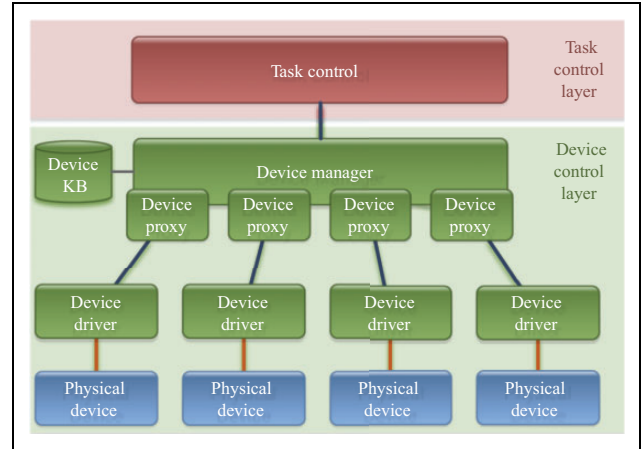 Task control
Task
control
layer
Device
control
layer
Device
KB
Device manager
Device
proxy
Device
proxy
Device
proxy
Device
proxy
Device
driver
Device
driver
Device
driver
Device
driver
Physical
device
Physical
device
Physical
device
Physical
device